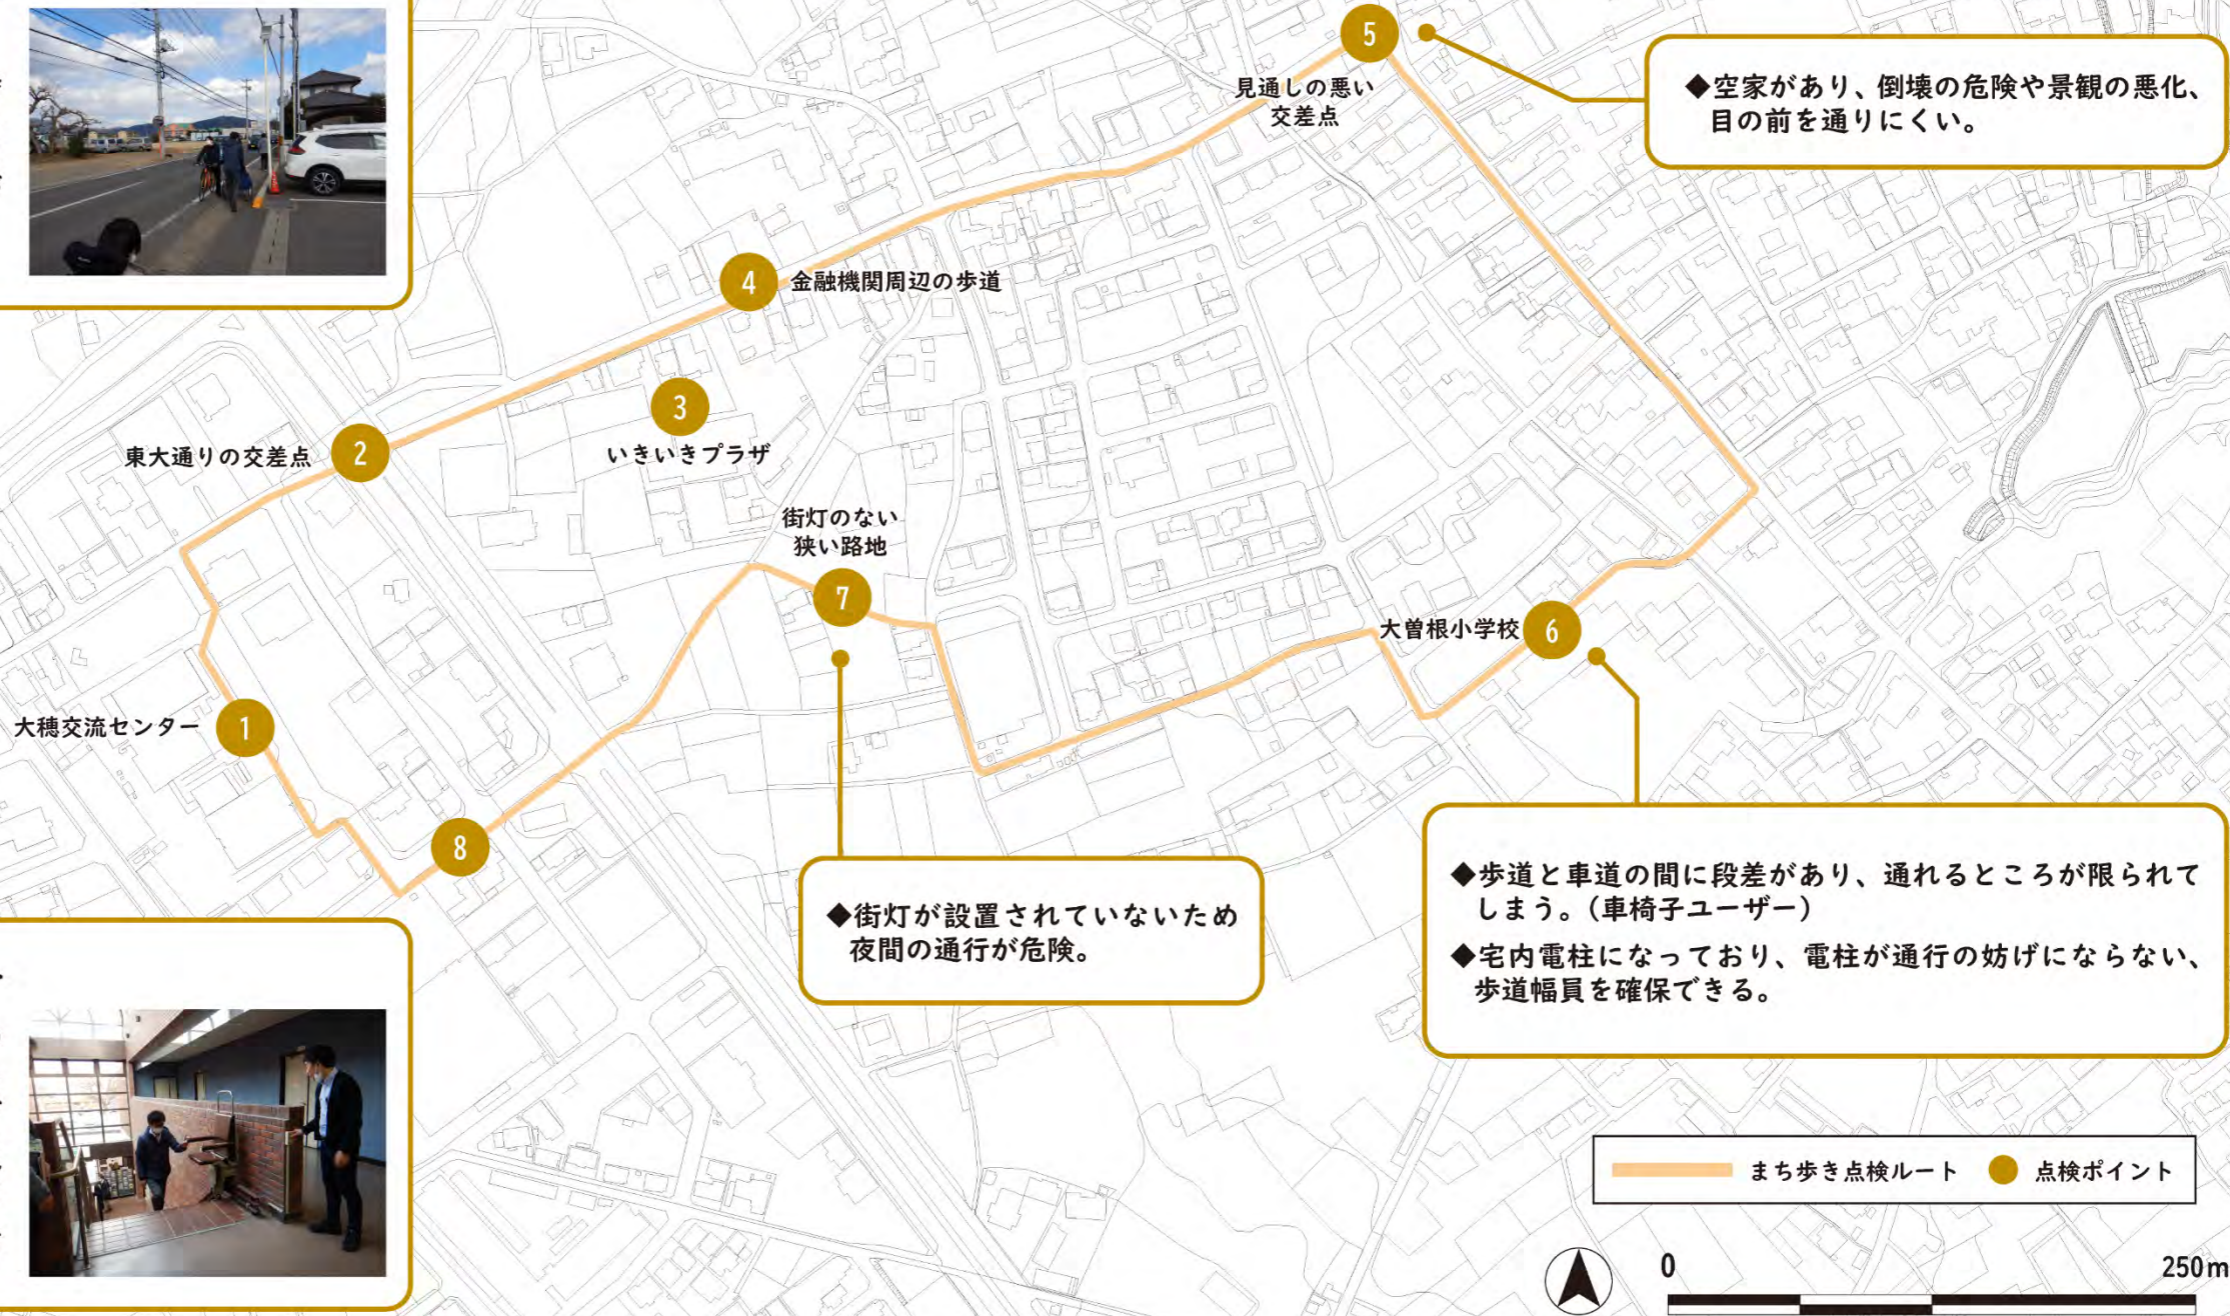 5
見通しの悪い
交差点
◆空家があり、倒壊の危険や景観の悪化、
目の前を通りにくい。
4
金融機関周辺の歩道
3
いきいきプラザ
東大通りの交差点
2
街灯のない
狭い路地
7
大曽根小学校
6
大穂交流センター
1
8
◆街灯が設置されていないため
夜間の通行が危険。
◆歩道と車道の間に段差があり、通れるところが限られて
しまう。(車椅子ユーザー)
◆宅内電柱になっており、電柱が通行の妨げにならない、
歩道幅員を確保できる。
まち歩き点検ルート
点検ポイント
0
250m